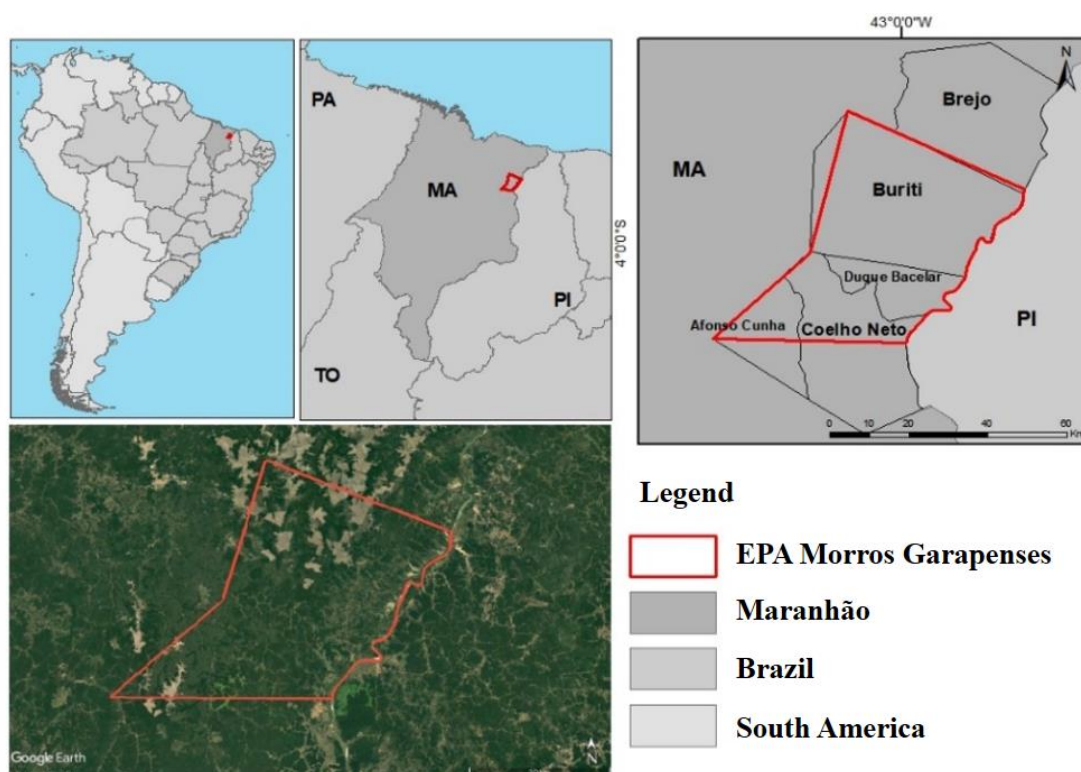 PA
MA
PI
TO
43°0'0"W
4°0'0"S
N
Brejo
MA
Buriti
Duque Bacelar
Afonso Cunha
Coelho Neto
PI
0 10 20 40 60
Km
Google Earth
N
Legend
EPA Morros Garapenses
Maranhão
Brazil
South America